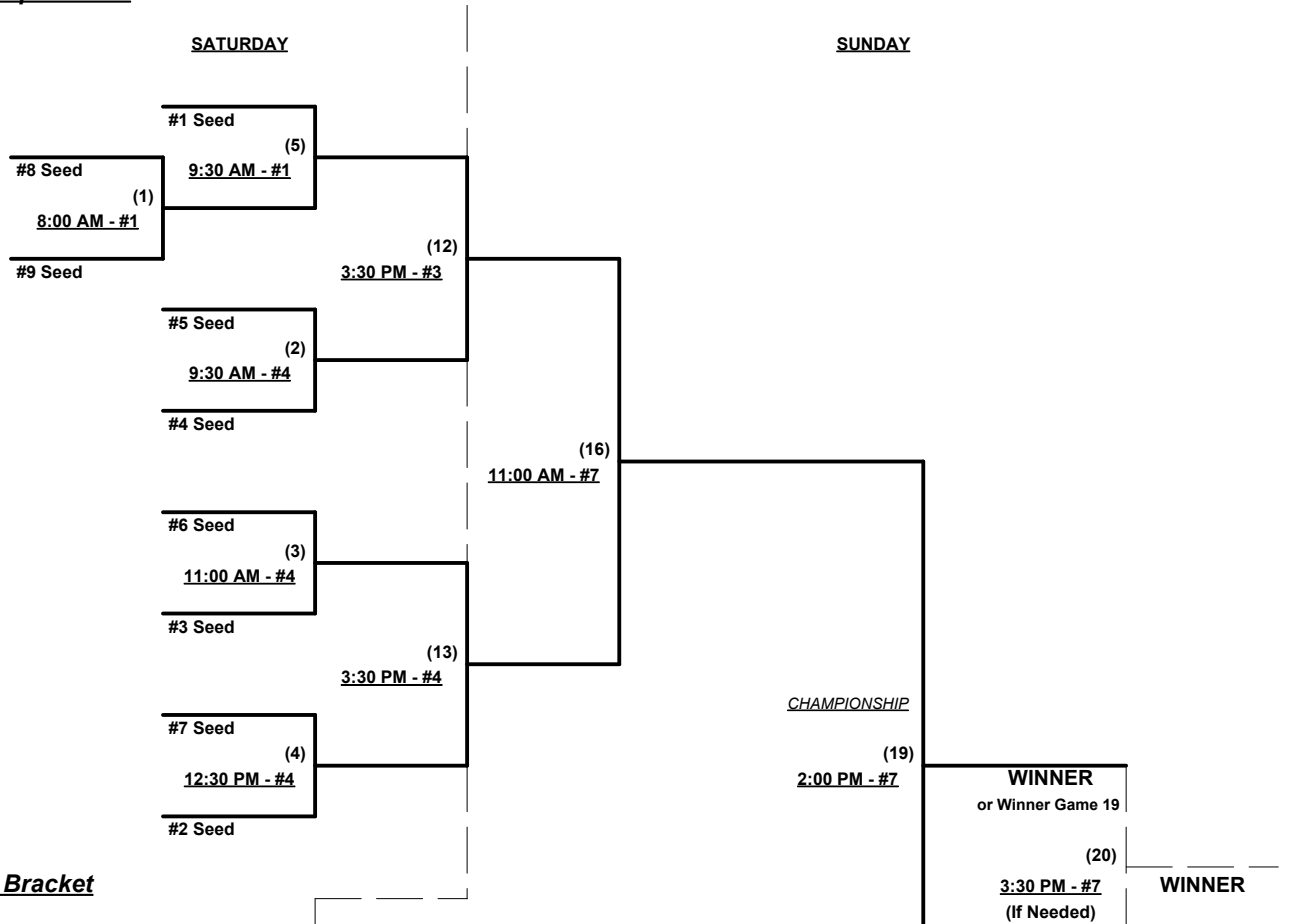 SATURDAY
SUNDAY
#1 Seed
(5)
#8 Seed
9:30 AM - #1
(1)
8:00 AM - #1
(12)
#9 Seed
3:30 PM - #3
#5 Seed
(2)
9:30 AM - #4
#4 Seed
(16)
11:00 AM - #7
#6 Seed
(3)
11:00 AM - #4
#3 Seed
(13)
3:30 PM - #4
CHAMPIONSHIP
#7 Seed
(4)
(19)
12:30 PM - #4
2:00 PM - #7
WINNER
or Winner Game 19
#2 Seed
(20)
Bracket
3:30 PM - #7
WINNER
(If Needed)